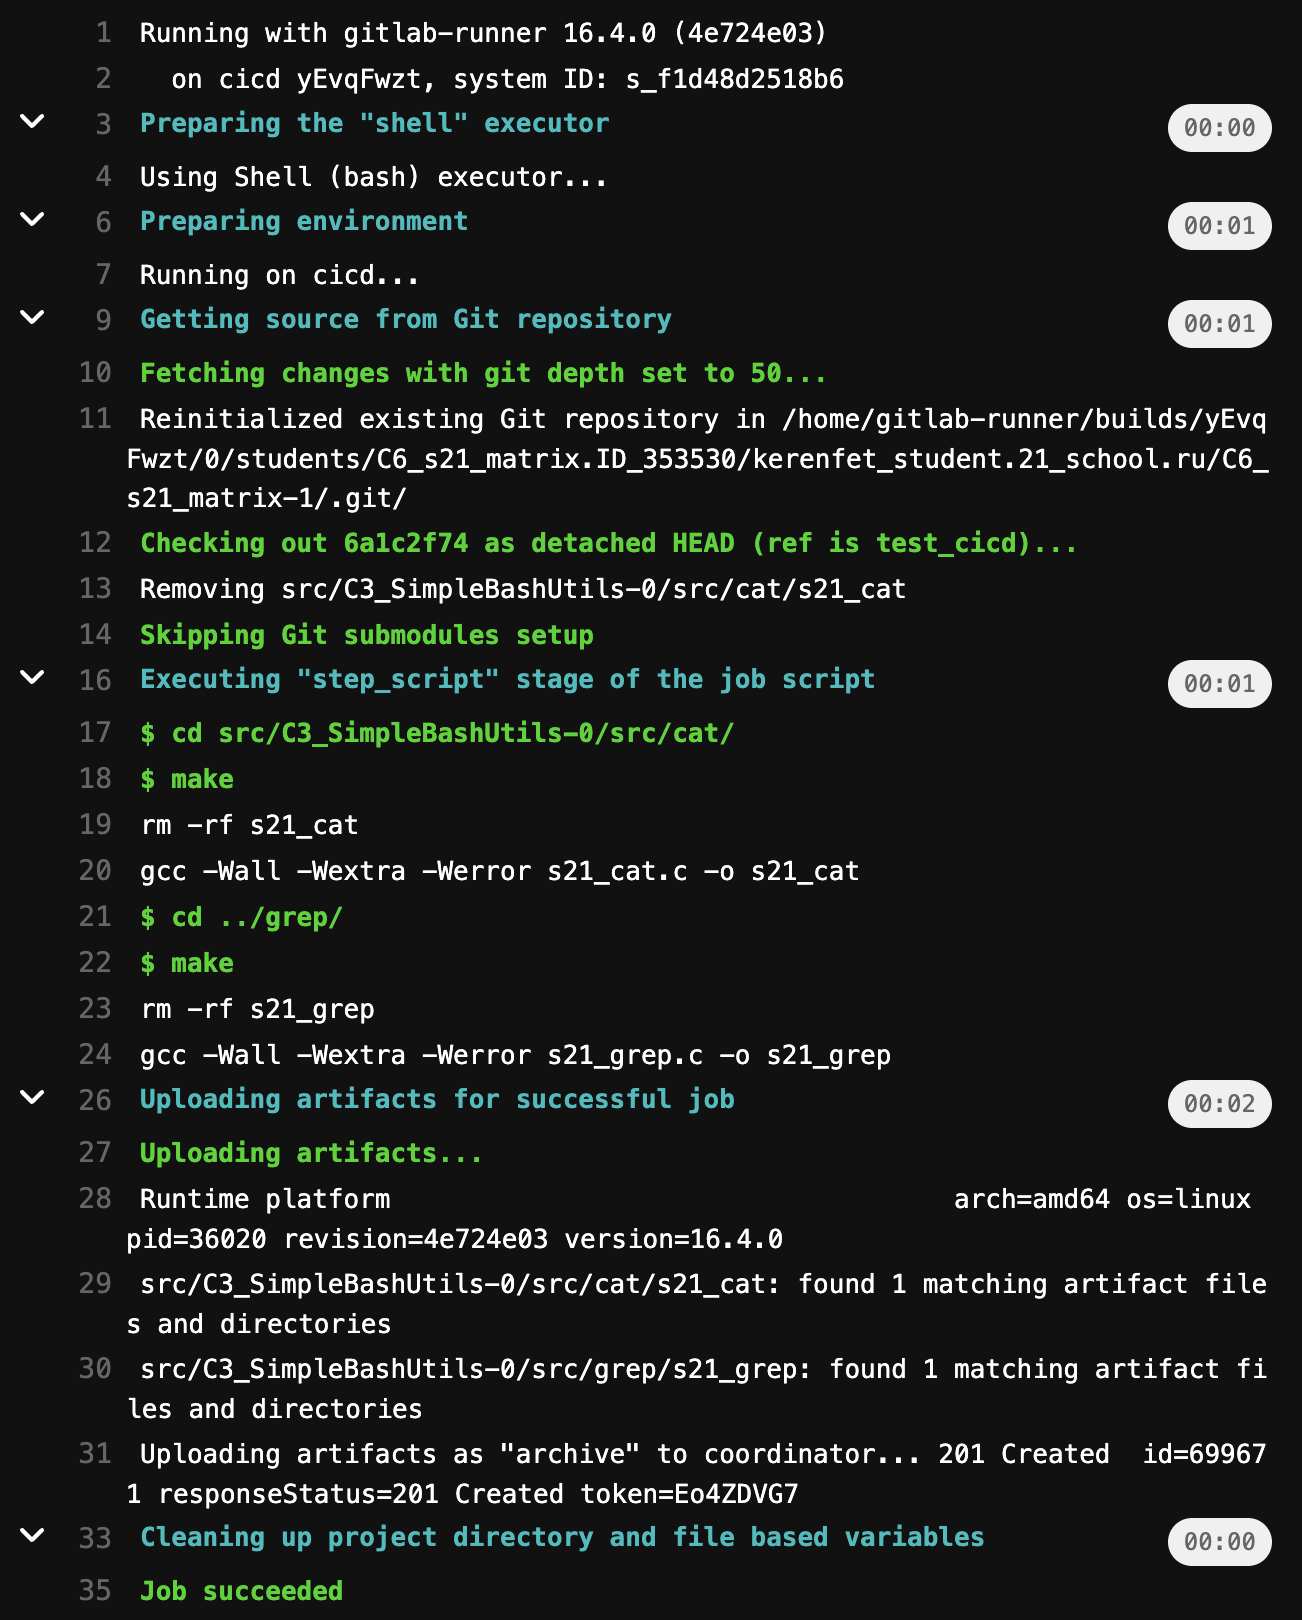 1 Running with gitlab-runner 16.4.0 (4e724e03)
2 on cicd yEvqFwzt, system ID: s_f1d48d2518b6
3 Preparing the "shell" executor 00:00
4 Using Shell (bash) executor...
6 Preparing environment 00:01
7 Running on cicd...
9 Getting source from Git repository 00:01
10 Fetching changes with git depth set to 50...
11 Reinitialized existing Git repository in /home/gitlab-runner/builds/yEvq
Fwzt/0/students/C6_s21_matrix.ID_353530/kerenfet_student.21_school.ru/C6_
s21_matrix-1/.git/
12 Checking out 6a1c2f74 as detached HEAD (ref is test_cicd)...
13 Removing src/C3_SimpleBashUtils-0/src/cat/s21_cat
14 Skipping Git submodules setup
16 Executing "step_script" stage of the job script 00:01
17 $ cd src/C3_SimpleBashUtils-0/src/cat/
18 $ make
19 rm -rf s21_cat
20 gcc -Wall -Wextra -Werror s21_cat.c -o s21_cat
21 $ cd ../grep/
22 $ make
23 rm -rf s21_grep
24 gcc -Wall -Wextra -Werror s21_grep.c -o s21_grep
26 Uploading artifacts for successful job 00:02
27 Uploading artifacts...
28 Runtime platform arch=amd64 os=linux
pid=36020 revision=4e724e03 version=16.4.0
29 src/C3_SimpleBashUtils-0/src/cat/s21_cat: found 1 matching artifact file
s and directories
30 src/C3_SimpleBashUtils-0/src/grep/s21_grep: found 1 matching artifact fi
les and directories
31 Uploading artifacts as "archive" to coordinator... 201 Created id=69967
1 responseStatus=201 Created token=Eo4ZDVG7
33 Cleaning up project directory and file based variables 00:00
35 Job succeeded